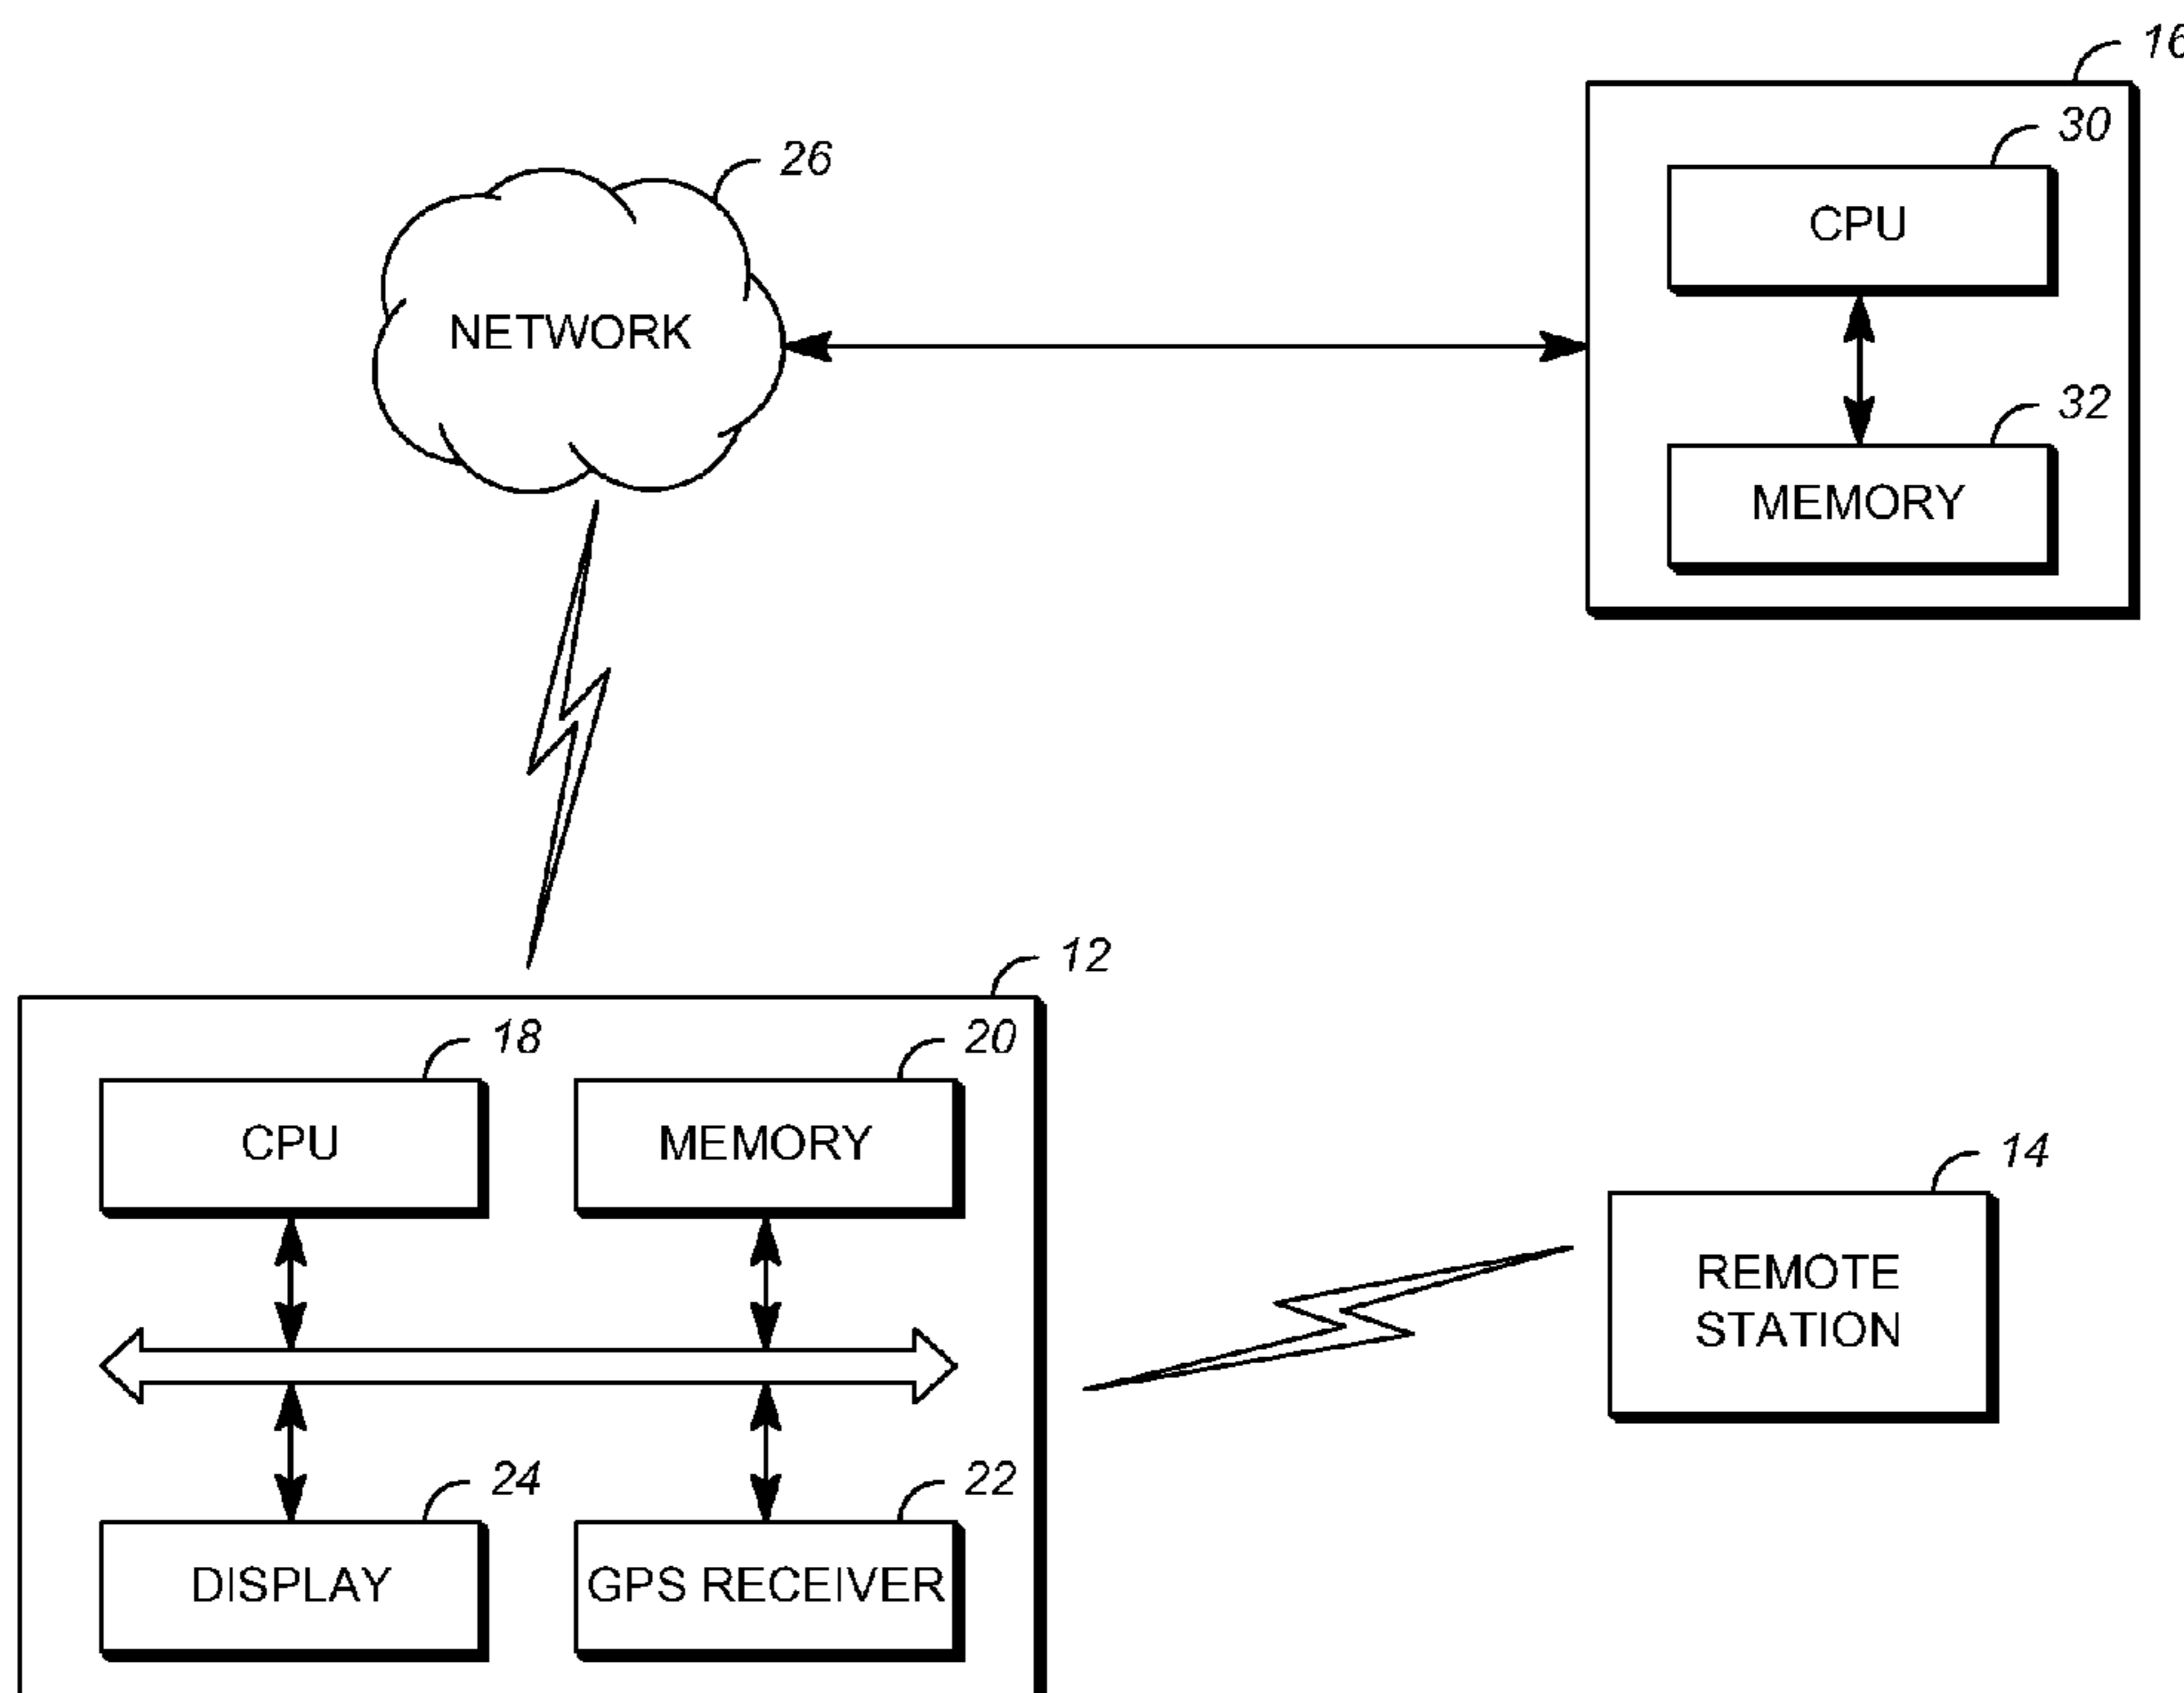 16
30
26
CPU
NETWORK
32
MEMORY
12
18
20
CPU
MEMORY
14
REMOTE
STATION
24
22
DISPLAY
GPS RECEIVER